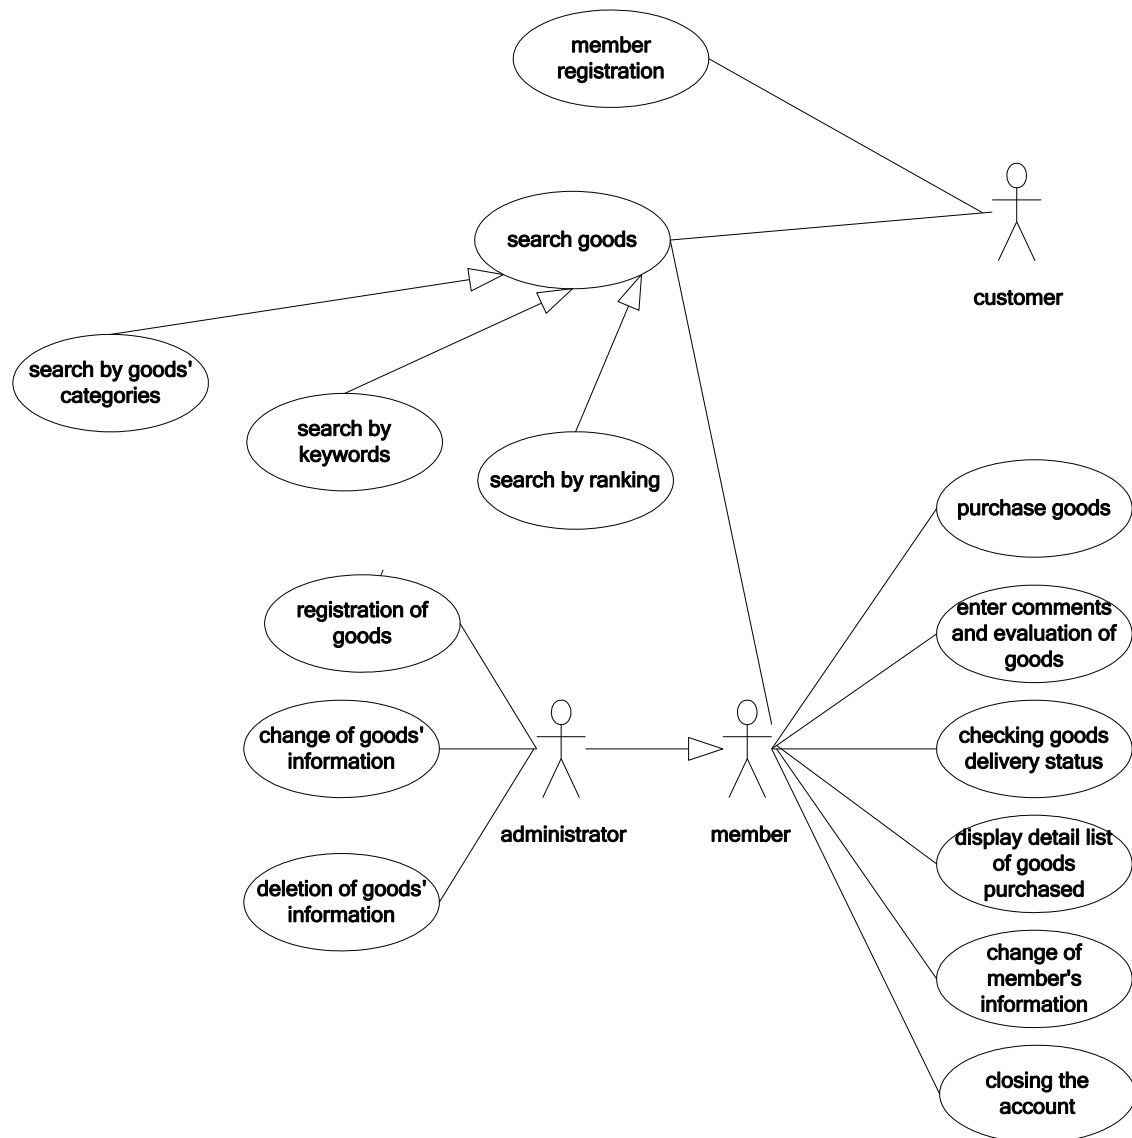 member
registration
search goods
customer
search by goods'
categories
search by
keywords
search by ranking
purchase goods
enter comments
and evaluation of
goods
registration of
goods
change of goods'
information
checking goods
delivery status
administrator
member
display detail list
of goods
purchased
deletion of goods'
information
change of
member's
information
closing the
account